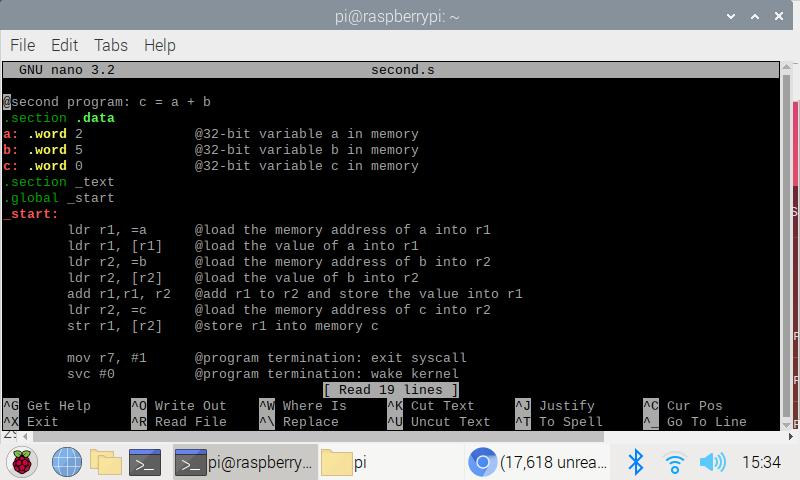 pi@raspberrypi: ~
File Edit Tabs Help
GNU nano 3.2 second.s
@second program: c = a + b
.section .data
a: .word 2 @32-bit variable a in memory
b: .word 5 @32-bit variable b in memory
c: .word 0 @32-bit variable c in memory
.section _text
.global _start
_start:
ldr r1, =a @load the memory address of a into r1
ldr r1, [r1] @load the value of a into r1
ldr r2, =b @load the memory address of b into r2
ldr r2, [r2] @load the value of b into r2
add r1,r1, r2 @add r1 to r2 and store the value into r1
ldr r2, =c @load the memory address of c into r2
str r1, [r2] @store r1 into memory c
mov r7, #1 @program termination: exit syscall
svc #0 @program termination: wake kernel
[ Read 19 lines ]
^G Get Help ^O Write Out ^W Where Is ^K Cut Text ^J Justify ^C Cur Pos
^X Exit ^R Read File ^\ Replace ^U Uncut Text ^T To Spell ^_ Go To Line
pi@raspberry... pi (17,618 unrea... 15:34